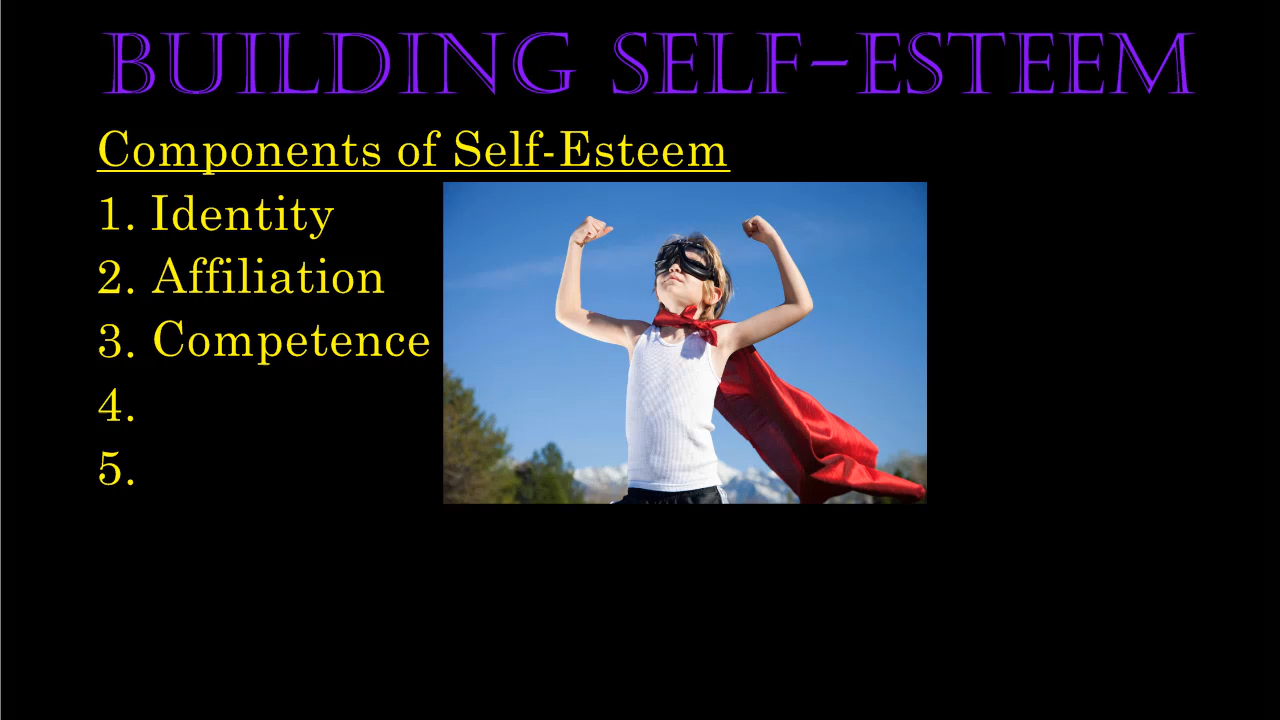 BUILDING SELF-ESTEEM
Components of Self-Esteem
1. Identity
2. Affiliation
3. Competence
4.
5.